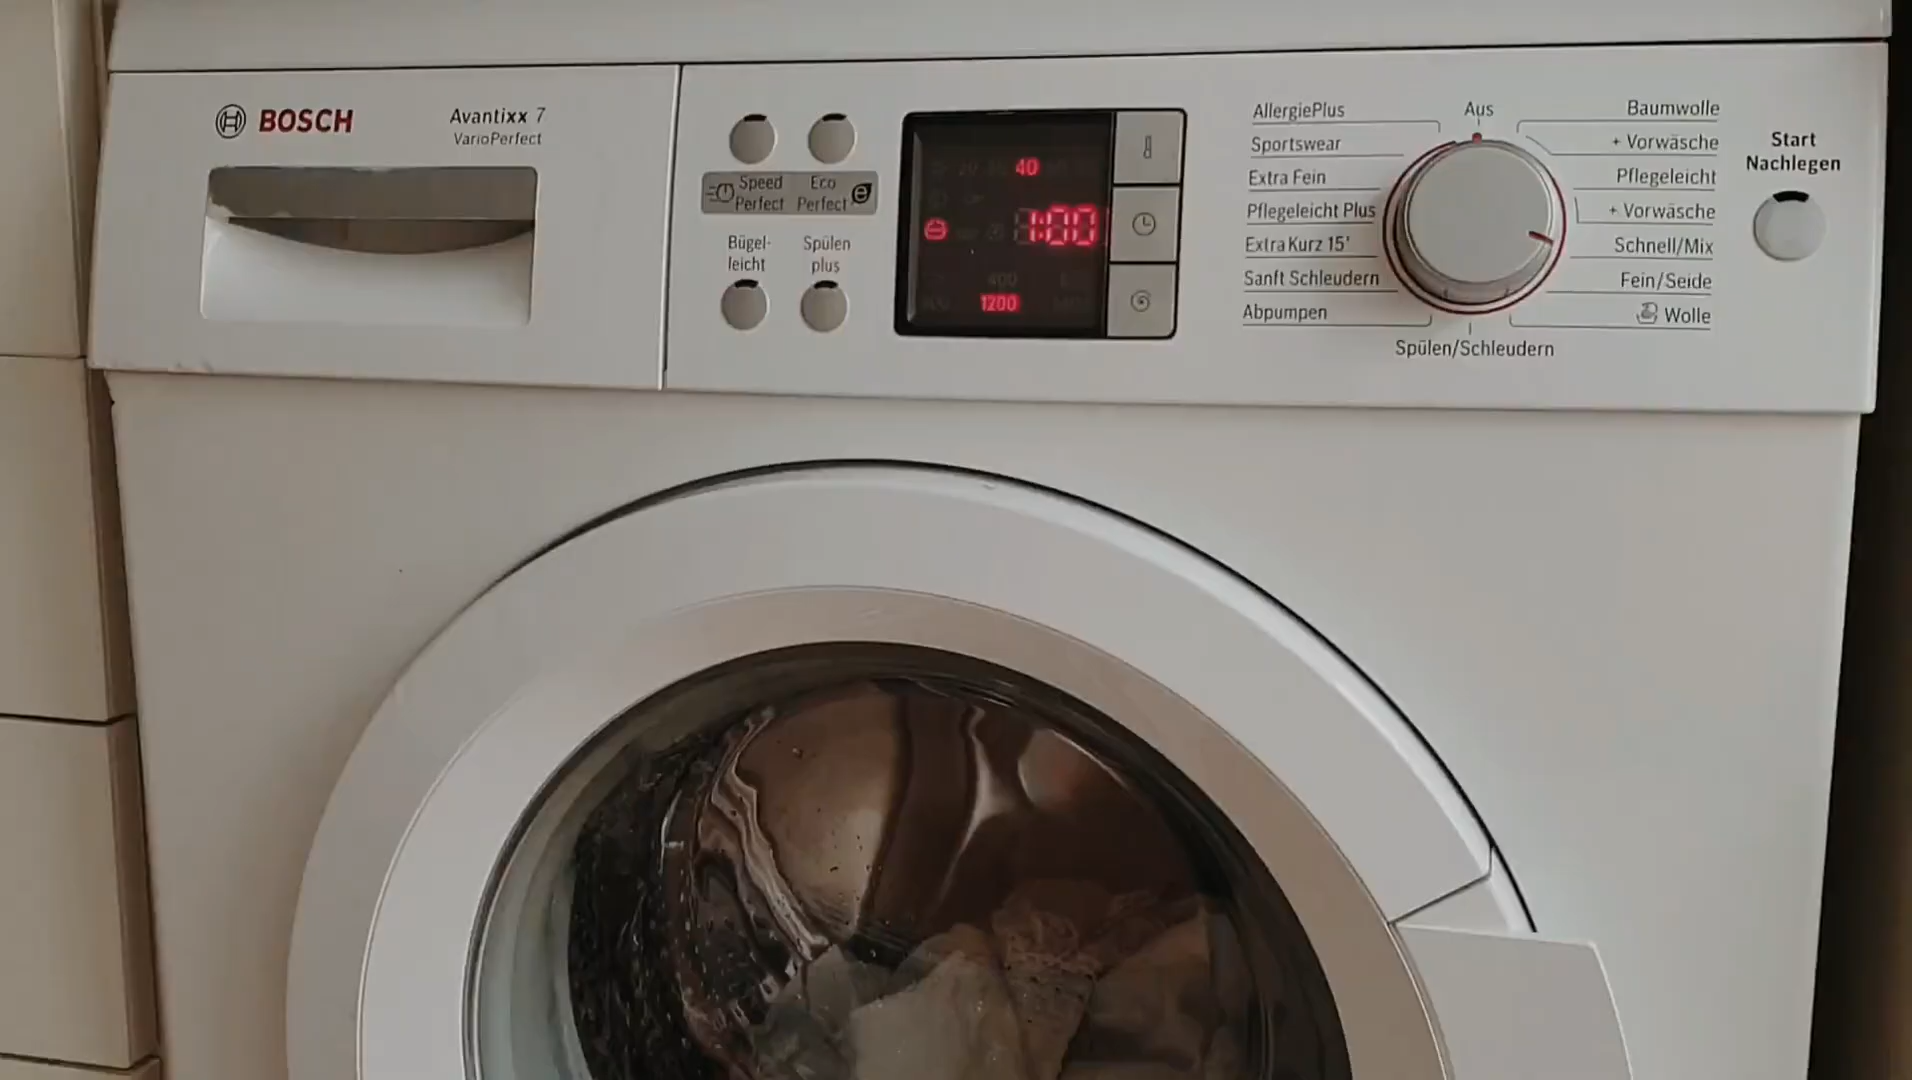 BOSCH
Avantixx 7
VarioPerfect
Speed
Perfect
Eco
Perfect
Bügel-
leicht
Spülen
plus
40
1:00
400
1200
AllergiePlus
Sportswear
Extra Fein
Pflegeleicht Plus
Extra Kurz 15'
Sanft Schleudern
Abpumpen
Aus
Spülen/Schleudern
Baumwolle
+ Vorwäsche
Pflegeleicht
+ Vorwäsche
Schnell/Mix
Fein/Seide
Wolle
Start
Nachlegen